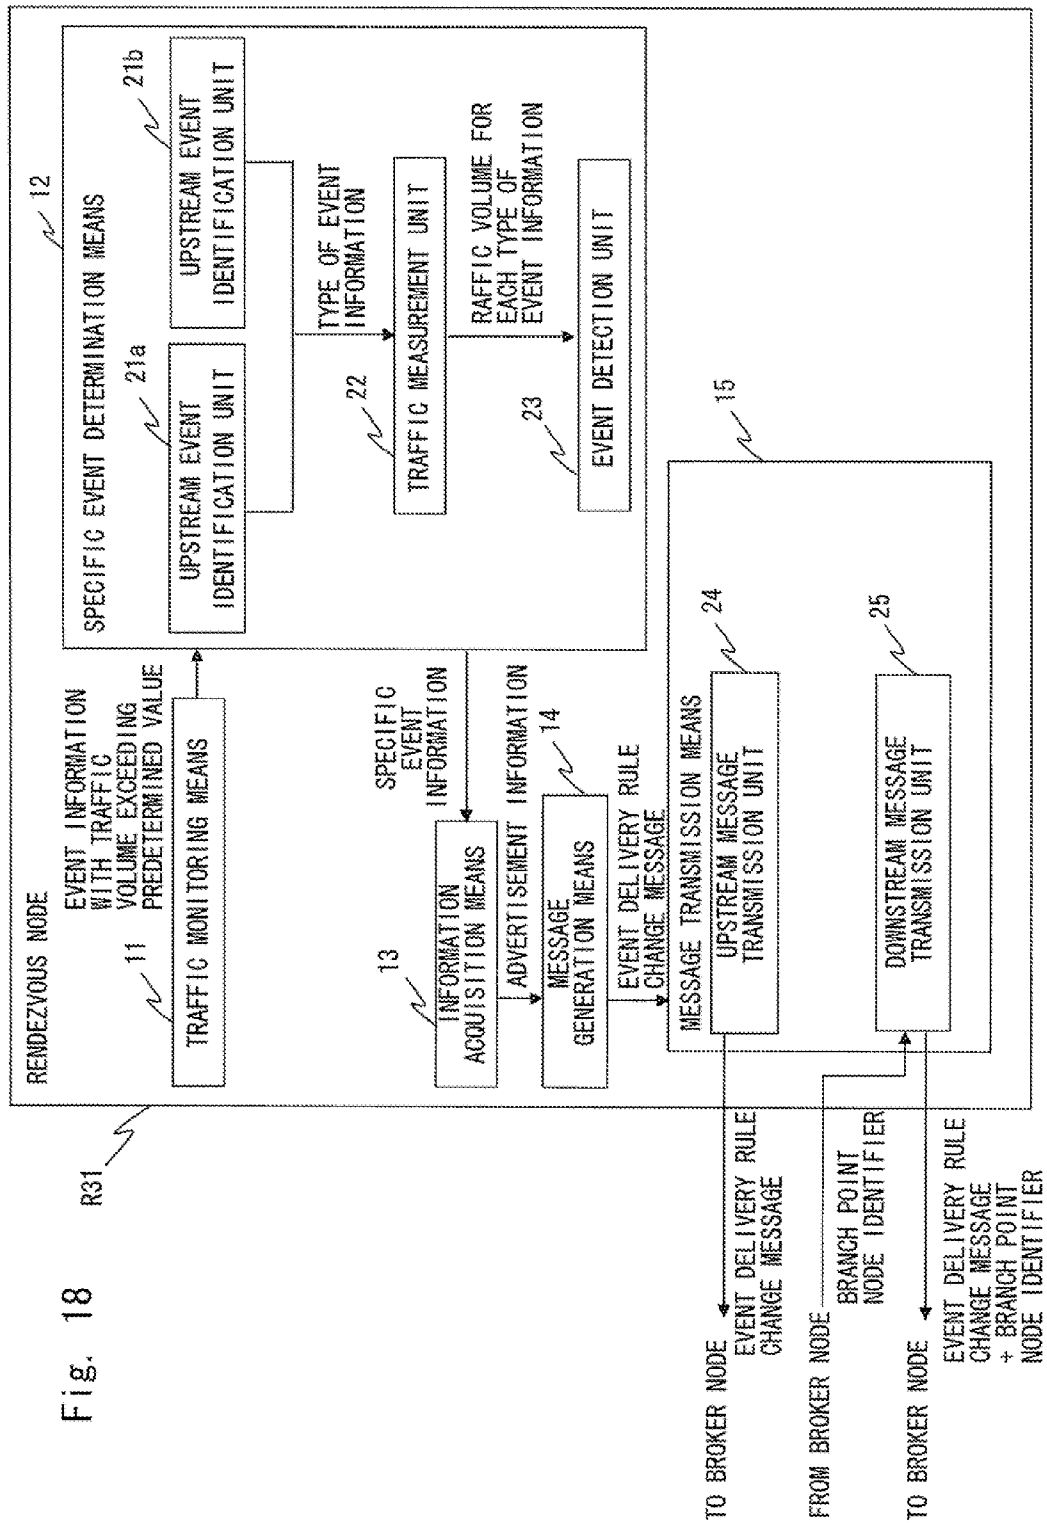 Fig. 18
R31
RENDEZVOUS NODE
11
TRAFFIC MONITORING MEANS
EVENT INFORMATION
WITH TRAFFIC
VOLUME EXCEEDING
PREDETERMINED VALUE
12
SPECIFIC EVENT DETERMINATION MEANS
21a
UPSTREAM EVENT
IDENTIFICATION UNIT
21b
UPSTREAM EVENT
IDENTIFICATION UNIT
TYPE OF EVENT
INFORMATION
22
TRAFFIC MEASUREMENT UNIT
RAFFIC VOLUME FOR
EACH TYPE OF
EVENT INFORMATION
23
EVENT DETECTION UNIT
SPECIFIC
EVENT
INFORMATION
13
INFORMATION
ACQUISITION MEANS
ADVERTISEMENT INFORMATION
14
MESSAGE
GENERATION MEANS
EVENT DELIVERY RULE
CHANGE MESSAGE
15
MESSAGE TRANSMISSION MEANS
24
UPSTREAM MESSAGE
TRANSMISSION UNIT
25
DOWNSTREAM MESSAGE
TRANSMISSION UNIT
TO BROKER NODE
EVENT DELIVERY RULE
CHANGE MESSAGE
FROM BROKER NODE
BRANCH POINT
NODE IDENTIFIER
TO BROKER NODE
EVENT DELIVERY RULE
CHANGE MESSAGE
+ BRANCH POINT
NODE IDENTIFIER